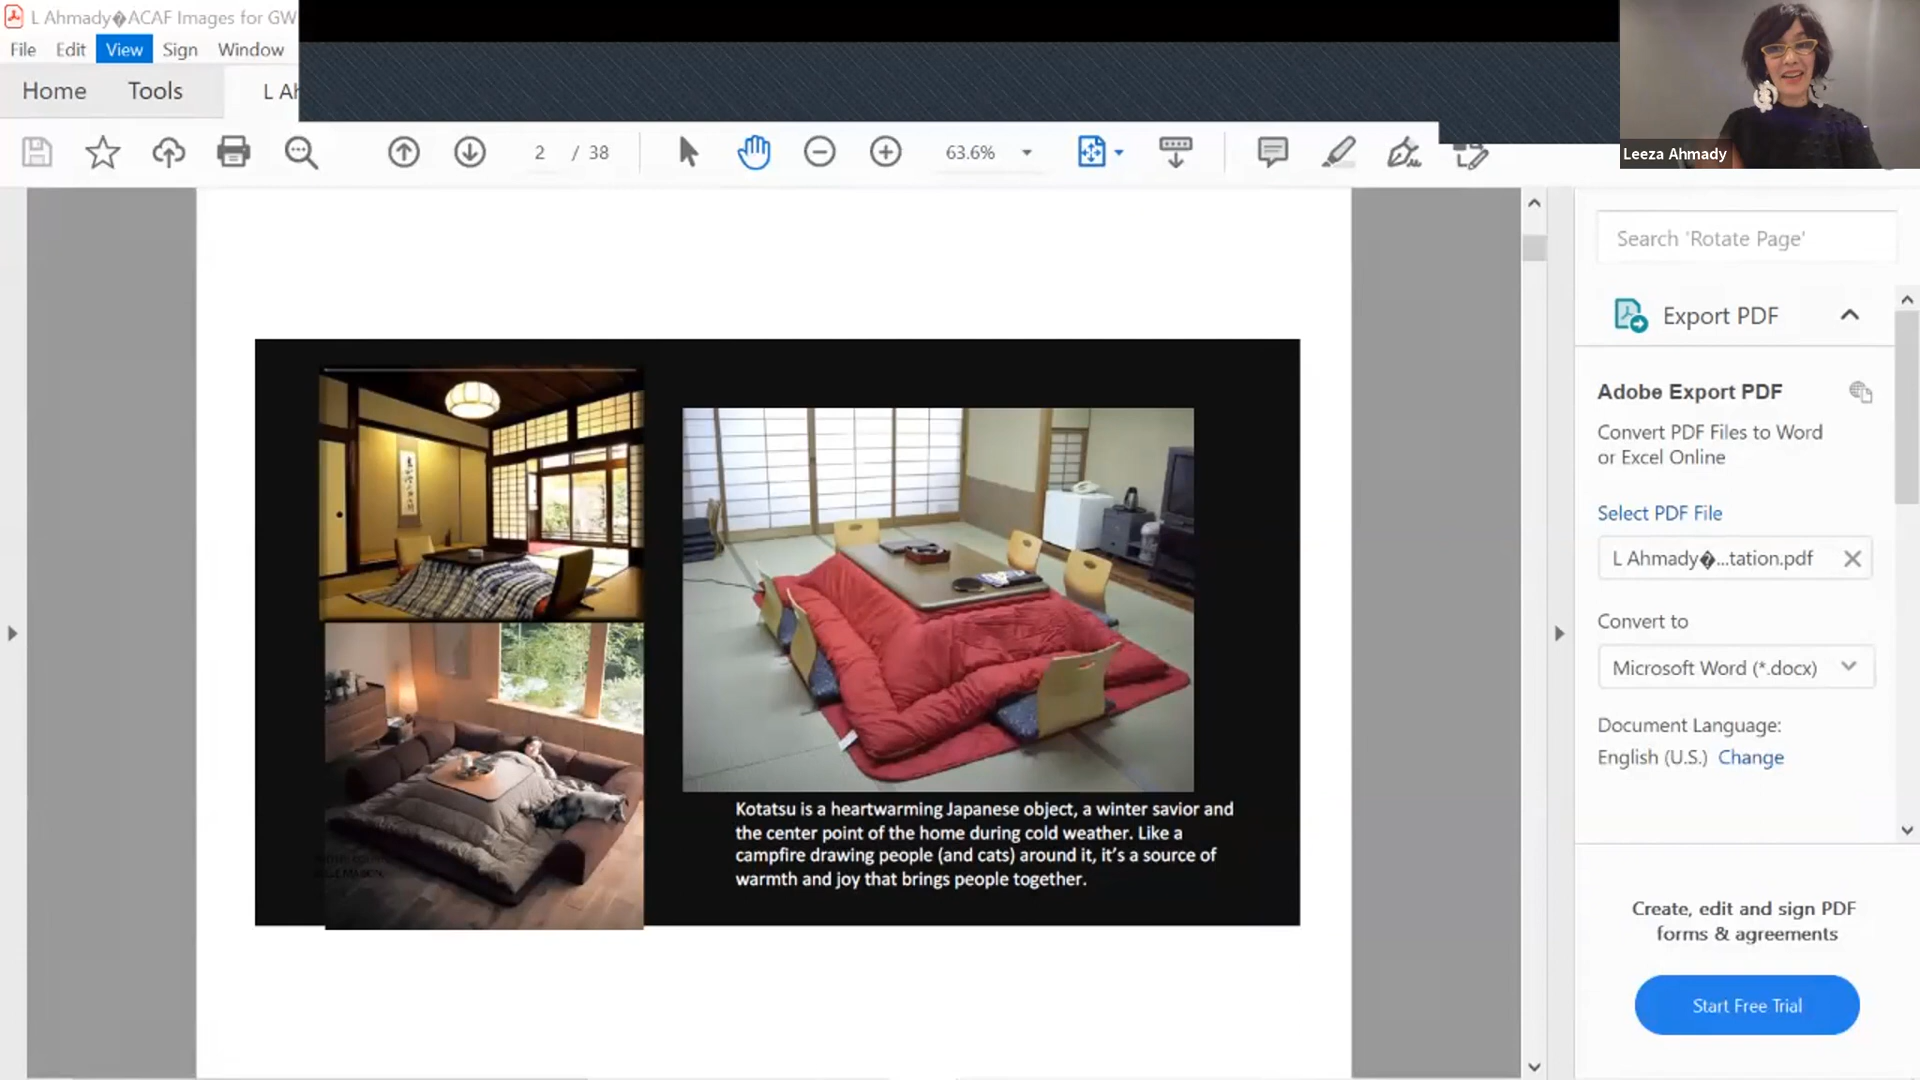 L Ahmady�ACAF Images for GW
File Edit View Sign Window
Home Tools L Ah
2 / 38
63.6%
Leeza Ahmady
Search 'Rotate Page'
Export PDF
Adobe Export PDF
Convert PDF Files to Word
or Excel Online
Select PDF File
L Ahmady�...tation.pdf
Convert to
Microsoft Word (*.docx)
Document Language:
English (U.S.) Change
Create, edit and sign PDF
forms & agreements
Start Free Trial
Kotatsu is a heartwarming Japanese object, a winter savior and
the center point of the home during cold weather. Like a
campfire drawing people (and cats) around it, it's a source of
warmth and joy that brings people together.